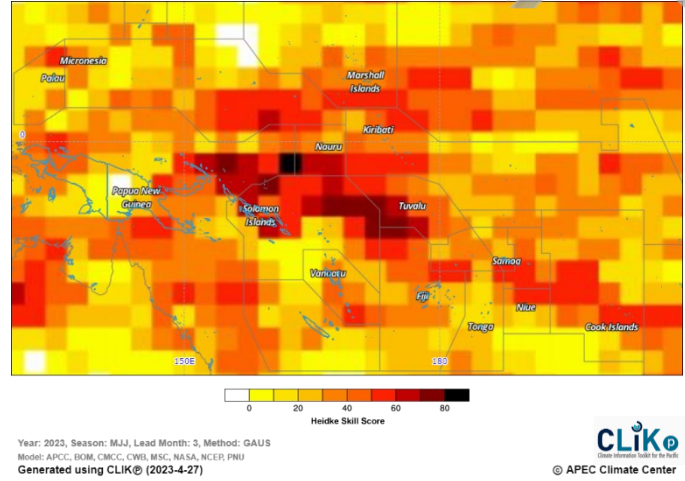 Micronesia
Palau
Marshall
Islands
0
Kiribati
Nauru
Papua New
Guinea
Solomon
Islands
Tuvalu
Samoa
Vanuatu
Fiji
Niue
Tonga
Cook Islands
150E
180
0 20 40 60 80
Heidke Skill Score
Year: 2023, Season: MJJ, Lead Month: 3, Method: GAUS
Model: APCC, BOM, CMCC, CWB, MSC, NASA, NCEP, PNU
Generated using CLIKⓅ (2023-4-27)
CLiKⓅ
Climate Information Toolkit for the Pacific
© APEC Climate Center